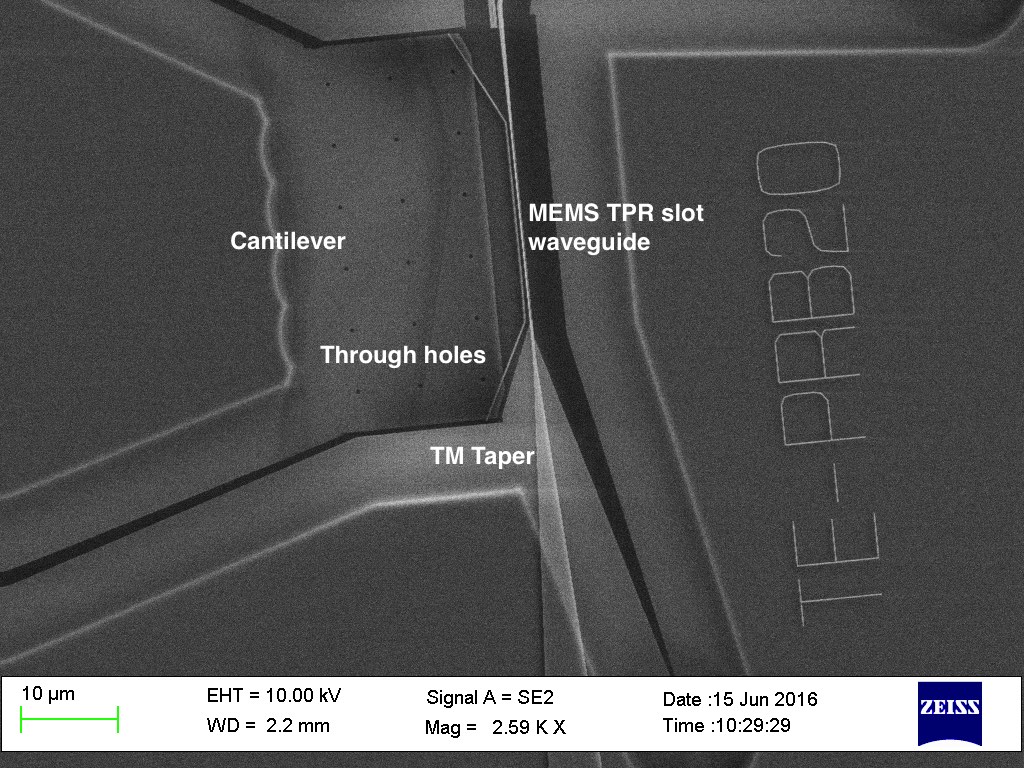 MEMS TPR slot
waveguide
Cantilever
Through holes
TM Taper
TE-PRB20
10 µm
EHT = 10.00 kV
WD = 2.2 mm
Signal A = SE2
Mag = 2.59 K X
Date :15 Jun 2016
Time :10:29:29
ZEISS